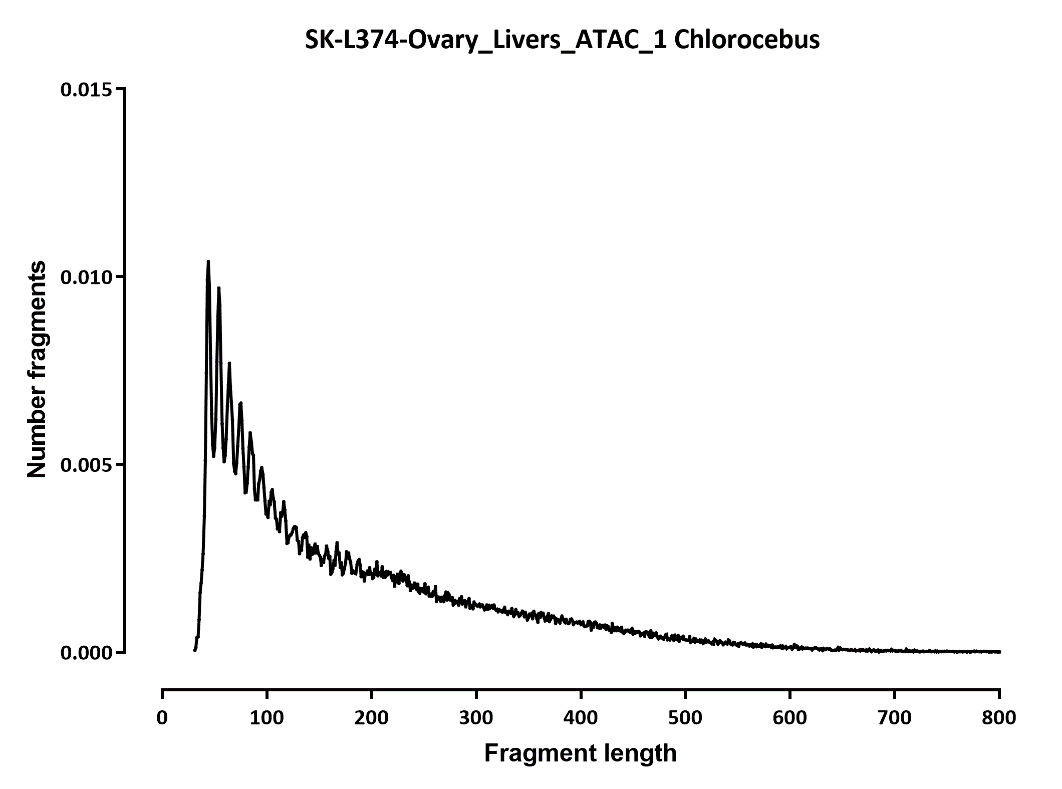 SK-L374-Ovary_Livers_ATAC_1 Chlorocebus
0.015
0.010
0.005
0.000
Number fragments
0 100 200 300 400 500 600 700 800
Fragment length